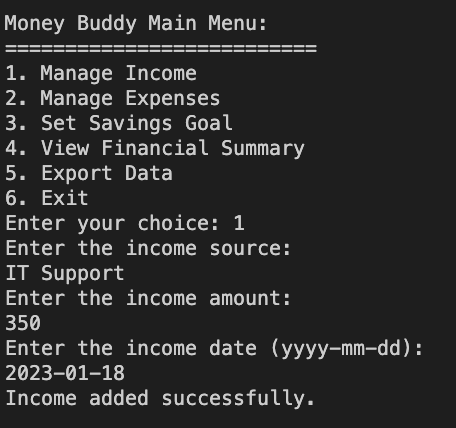 Money Buddy Main Menu:
==========================
1. Manage Income
2. Manage Expenses
3. Set Savings Goal
4. View Financial Summary
5. Export Data
6. Exit
Enter your choice: 1
Enter the income source:
IT Support
Enter the income amount:
350
Enter the income date (yyyy-mm-dd):
2023-01-18
Income added successfully.